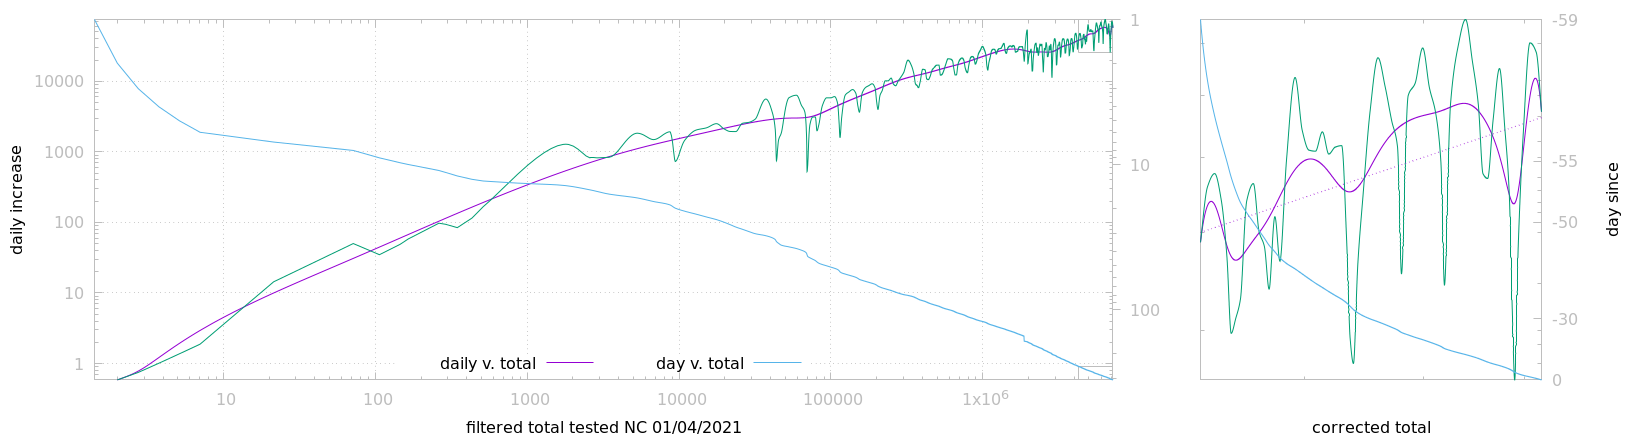 daily increase
10000
1000
100
10
1
daily v. total
day v. total
10
100
1000
10000
100000
1x10⁶
filtered total tested NC 01/04/2021
1
10
100
-59
-55
-50
-30
0
day since
corrected total